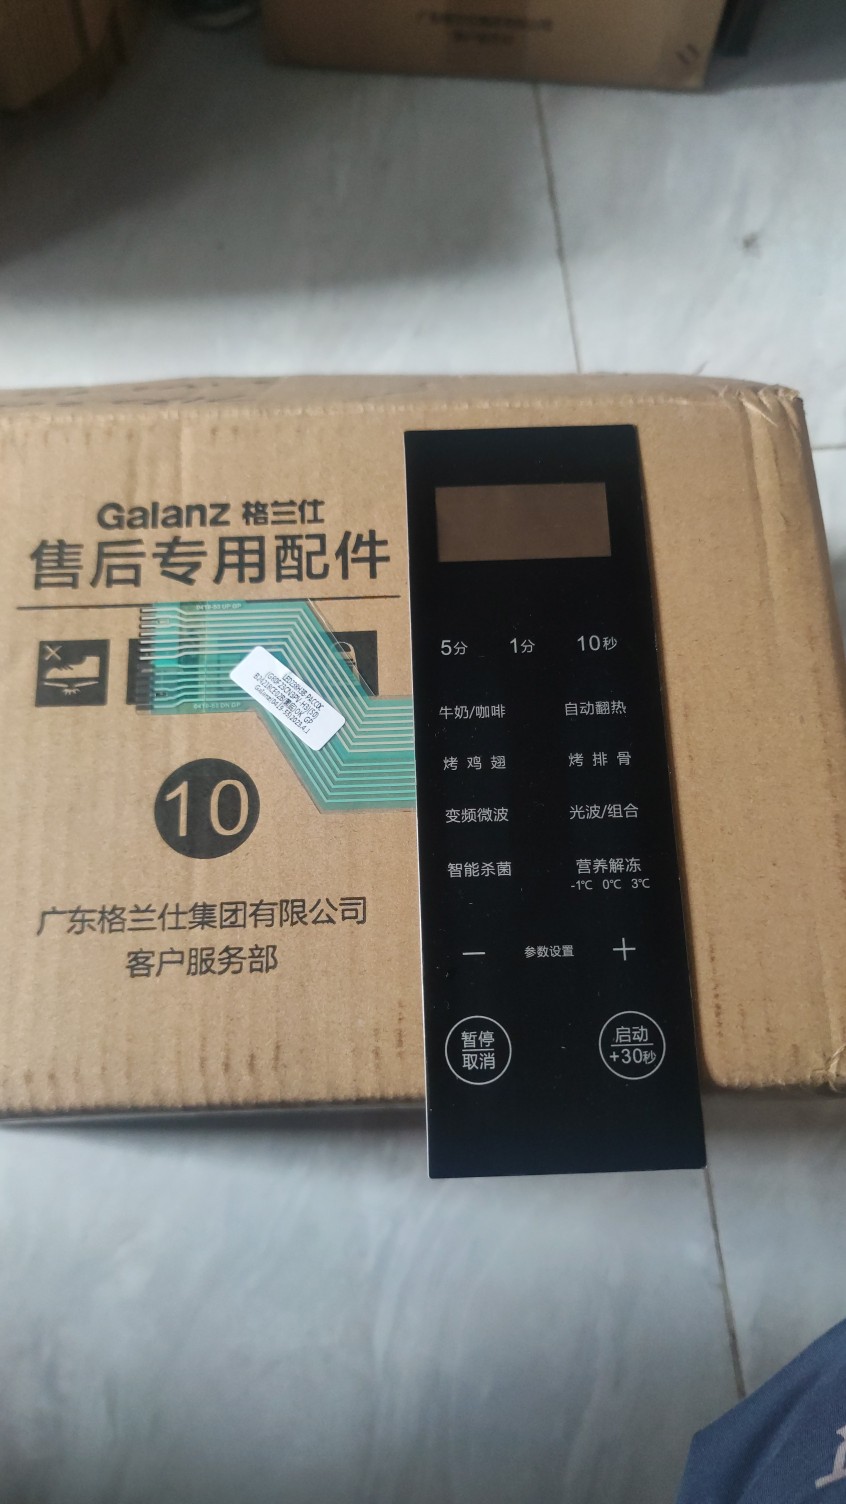 Galanz 格兰仕
售后专用配件
10
广东格兰仕集团有限公司
客户服务部
5分 1分 10秒
牛奶/咖啡 自动翻热
烤鸡翅 烤排骨
变频微波 光波/组合
智能杀菌 营养解冻
-1℃ 0℃ 3℃
— 参数设置 +
暂停 启动
取消 +30秒